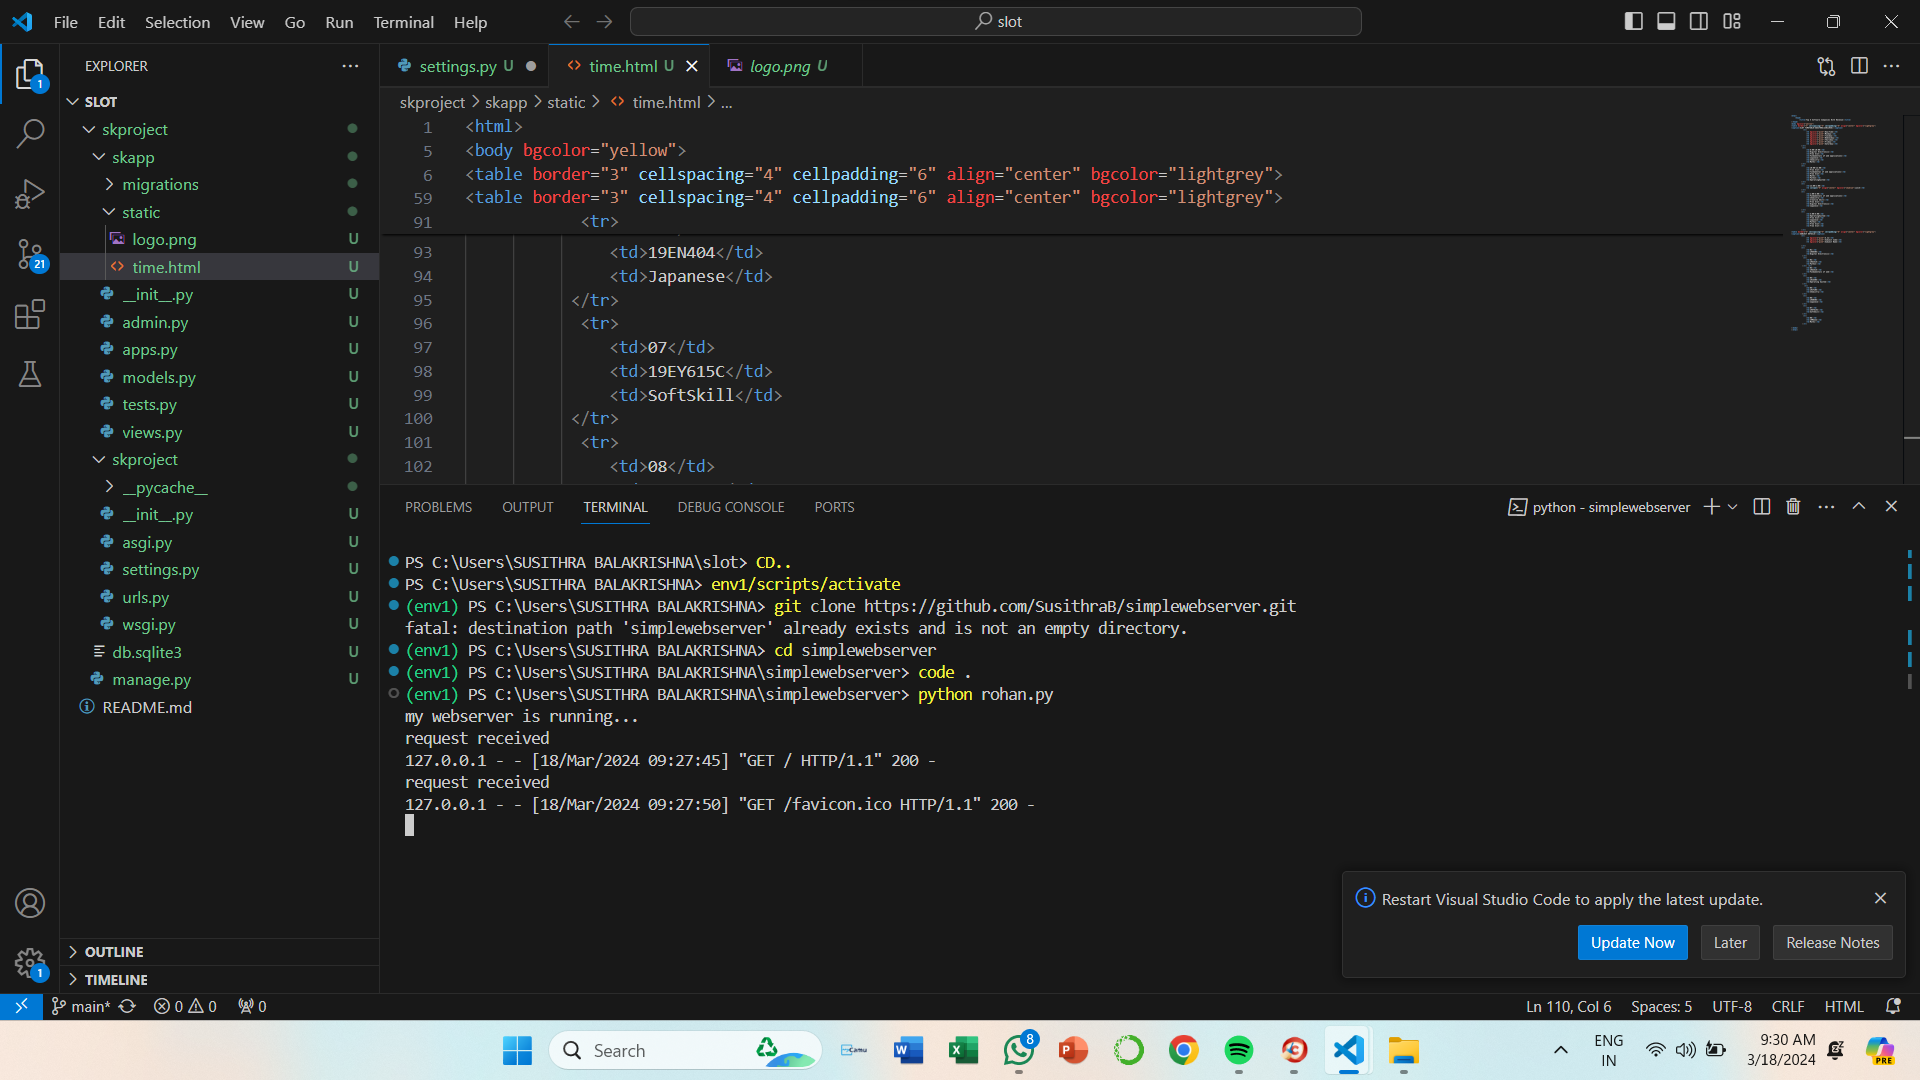 File Edit Selection View Go Run Terminal Help
slot
EXPLORER
SLOT
skproject
skapp
migrations
static
logo.png U
time.html U
__init__.py U
admin.py U
apps.py U
models.py U
tests.py U
views.py U
skproject
__pycache__
__init__.py U
asgi.py U
settings.py U
urls.py U
wsgi.py U
db.sqlite3 U
manage.py U
README.md
OUTLINE
TIMELINE
1
21
1
settings.py U
time.html U
logo.png U
skproject > skapp > static > time.html > ...
1 <html>
5 <body bgcolor="yellow">
6 <table border="3" cellspacing="4" cellpadding="6" align="center" bgcolor="lightgrey">
59 <table border="3" cellspacing="4" cellpadding="6" align="center" bgcolor="lightgrey">
91 <tr>
93 <td>19EN404</td>
94 <td>Japanese</td>
95 </tr>
96 <tr>
97 <td>07</td>
98 <td>19EY615C</td>
99 <td>SoftSkill</td>
100 </tr>
101 <tr>
102 <td>08</td>
PROBLEMS OUTPUT TERMINAL DEBUG CONSOLE PORTS
python - simplewebserver
PS C:\Users\SUSITHRA BALAKRISHNA\slot> CD..
PS C:\Users\SUSITHRA BALAKRISHNA> env1/scripts/activate
(env1) PS C:\Users\SUSITHRA BALAKRISHNA> git clone https://github.com/SusithraB/simplewebserver.git
fatal: destination path 'simplewebserver' already exists and is not an empty directory.
(env1) PS C:\Users\SUSITHRA BALAKRISHNA> cd simplewebserver
(env1) PS C:\Users\SUSITHRA BALAKRISHNA\simplewebserver> code .
(env1) PS C:\Users\SUSITHRA BALAKRISHNA\simplewebserver> python rohan.py
my webserver is running...
request received
127.0.0.1 - - [18/Mar/2024 09:27:45] "GET / HTTP/1.1" 200 -
request received
127.0.0.1 - - [18/Mar/2024 09:27:50] "GET /favicon.ico HTTP/1.1" 200 -
Restart Visual Studio Code to apply the latest update.
Update Now Later Release Notes
main* 0 0 0
Ln 110, Col 6 Spaces: 5 UTF-8 CRLF HTML
Search
Camu
8
ENG
IN
9:30 AM
3/18/2024
PRE